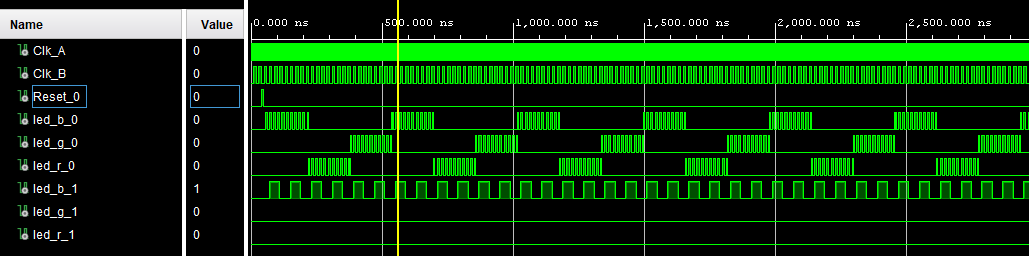 Name Value 0.000 ns 500.000 ns 1,000.000 ns 1,500.000 ns 2,000.000 ns 2,500.000 ns
Clk_A 0
Clk_B 0
Reset_0 0
led_b_0 0
led_g_0 0
led_r_0 0
led_b_1 1
led_g_1 0
led_r_1 0